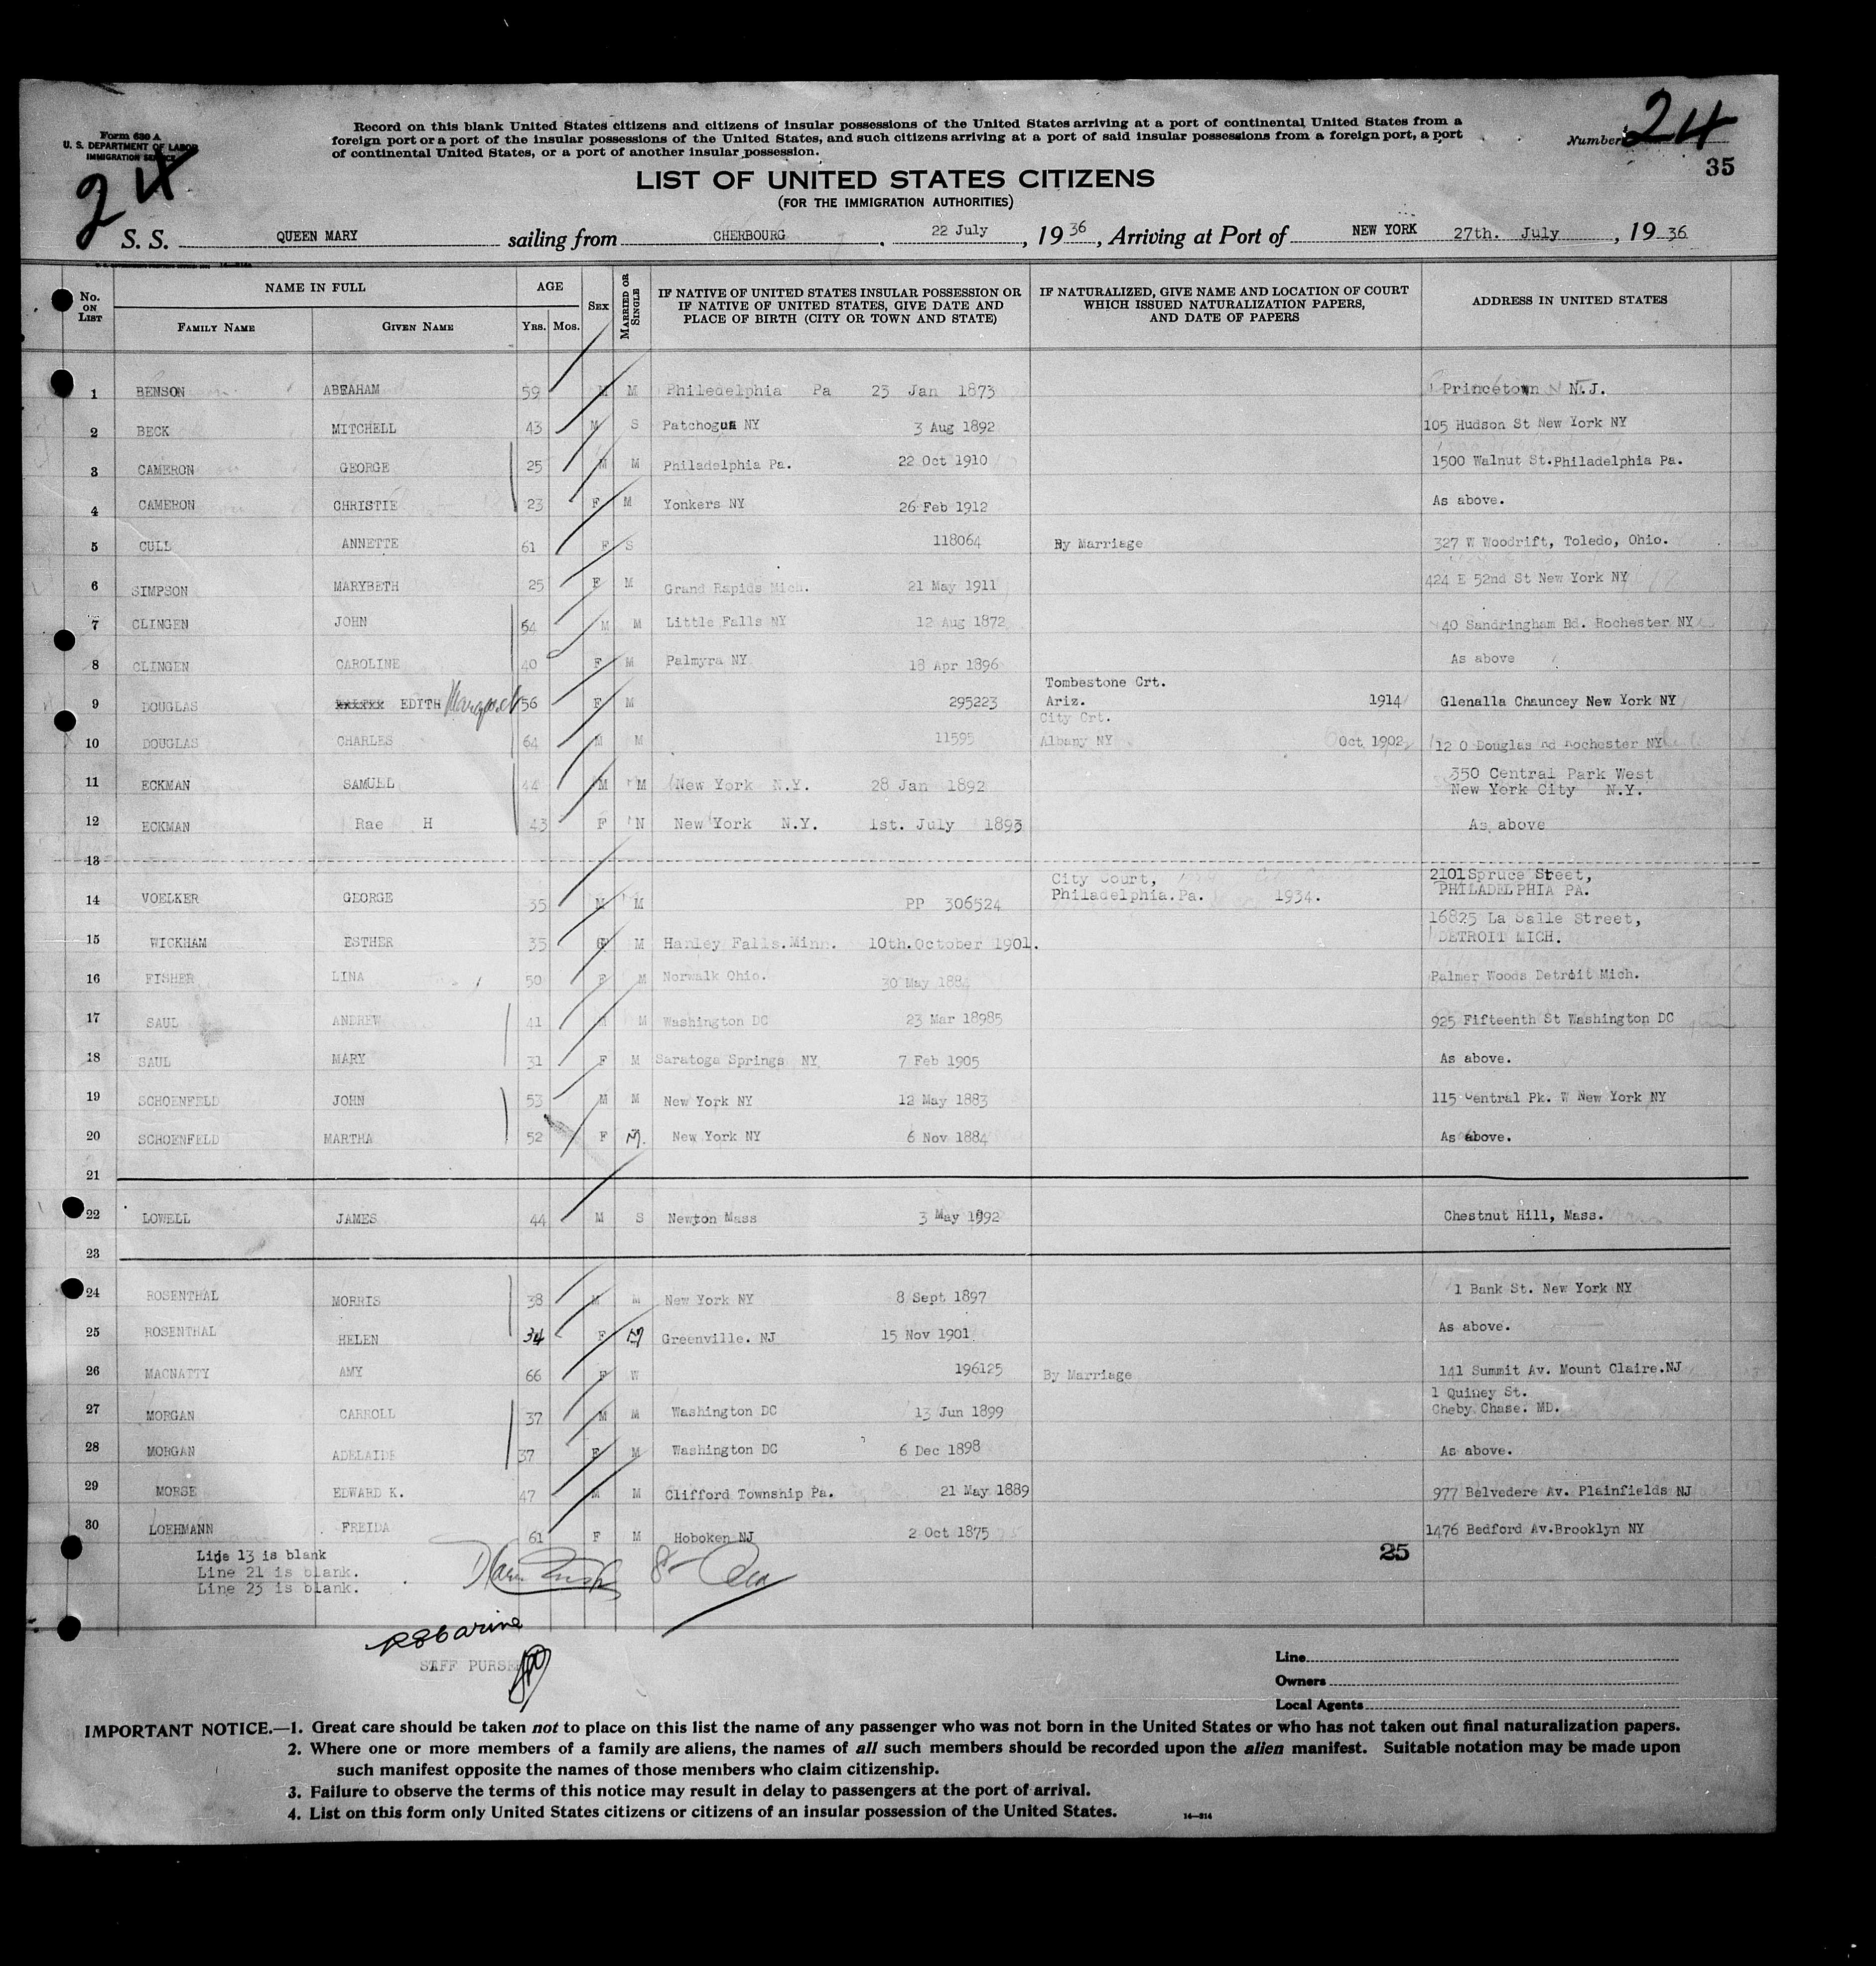 Form 630 A
U. S. DEPARTMENT OF LABOR
IMMIGRATION SERVICE
24
Record on this blank United States citizens and citizens of insular possessions of the United States arriving at a port of continental United States from a
foreign port or a port of the insular possessions of the United States, and such citizens arriving at a port of said insular possessions from a foreign port, a port
of continental United States, or a port of another insular possession.
Number 24
35
LIST OF UNITED STATES CITIZENS
(FOR THE IMMIGRATION AUTHORITIES)
S. S. QUEEN MARY sailing from CHERBOURG, 22 July, 1936, Arriving at Port of NEW YORK 27th. July, 1936
No. ON LIST NAME IN FULL FAMILY NAME GIVEN NAME AGE YRS. MOS. SEX MARRIED OR SINGLE IF NATIVE OF UNITED STATES INSULAR POSSESSION OR IF NATIVE OF UNITED STATES, GIVE DATE AND PLACE OF BIRTH (CITY OR TOWN AND STATE) IF NATURALIZED, GIVE NAME AND LOCATION OF COURT WHICH ISSUED NATURALIZATION PAPERS, AND DATE OF PAPERS ADDRESS IN UNITED STATES
1 BENSON ABEAHAM 59 M M Philedelphia Pa 23 Jan 1873 Princetown N.J.
2 BECK MITCHELL 43 M S Patchogue NY 3 Aug 1892 105 Hudson St New York NY
3 CAMERON GEORGE 25 M M Philadelphia Pa. 22 Oct 1910 1500 Walnut St.Philadelphia Pa.
4 CAMERON CHRISTIE 23 F M Yonkers NY 26 Feb 1912 As above.
5 CULL ANNETTE 61 F S 118064 By Marriage 327 W Woodrift, Toledo, Ohio.
6 SIMPSON MARYBETH 25 F M Grand Rapids Mich. 21 May 1911 424 E 52nd St New York NY
7 CLINGEN JOHN 64 M M Little Falls NY 12 Aug 1872 40 Sandringham Rd. Rochester NY
8 CLINGEN CAROLINE 40 F M Palmyra NY 18 Apr 1896 As above
9 DOUGLAS xxxxxx EDITH Margaret 56 F M 295223 Tombestone Crt. Ariz. 1914 Glenalla Chauncey New York NY
10 DOUGLAS CHARLES 64 M M 11595 City Crt. Albany NY Oct 1902 12 O Douglas rd Rochester NY
11 ECKMAN SAMUEL 44 M M New York N.Y. 28 Jan 1892 350 Central Park West New York City N.Y.
12 ECKMAN Rae H 43 F N New York N.Y. 1st. July 1893 As above
13
14 VOELKER GEORGE 35 M M PP 306524 City Court, Philadelphia.Pa. 1934. 2101 Spruce Street, PHILADELPHIA PA.
15 WICKHAM ESTHER 35 F M Hanley Falls.Minn. 10th.October 1901. 16825 La Salle Street, DETROIT MICH.
16 FISHER LINA 50 F M Norwalk Ohio. 30 May 1884 Palmer Woods Detroit Mich.
17 SAUL ANDREW 41 M M Washington DC 23 Mar 18985 925 Fifteenth St Washington DC
18 SAUL MARY 31 F M Saratoga Springs NY 7 Feb 1905 As above.
19 SCHOENFELD JOHN 53 M M New York NY 12 May 1883 115 Central Pk. W New York NY
20 SCHOENFELD MARTHA 52 F M. New York NY 6 Nov 1884 As above.
21
22 LOWELL JAMES 44 M S Newton Mass 3 May 1892 Chestnut Hill, Mass.
23
24 ROSENTHAL MORRIS 38 M M New York NY 8 Sept 1897 1 Bank St. New York NY
25 ROSENTHAL HELEN 34 F M Greenville. NJ 15 Nov 1901 As above.
26 MACNATTY AMY 66 F W 196125 By Marriage 141 Summit Av. Mount Claire.NJ
27 MORGAN CARROLL 37 M M Washington DC 13 Jun 1899 1 Quiney St. Cheby Chase. MD.
28 MORGAN ADELAIDE 37 F M Washington DC 6 Dec 1898 As above.
29 MORSE EDWARD K. 47 M M Clifford Township Pa. 21 May 1889 977 Belvedere Av. Plainfields NJ
30 LOEHMANN FREIDA 61 F M Hoboken NJ 2 Oct 1875 1476 Bedford Av.Brooklyn NY
25
Line 13 is blank
Line 21 is blank.
Line 23 is blank.
STFF PURSER
Line
Owners
Local Agents
IMPORTANT NOTICE.—1. Great care should be taken not to place on this list the name of any passenger who was not born in the United States or who has not taken out final naturalization papers.
2. Where one or more members of a family are aliens, the names of all such members should be recorded upon the alien manifest. Suitable notation may be made upon
such manifest opposite the names of those members who claim citizenship.
3. Failure to observe the terms of this notice may result in delay to passengers at the port of arrival.
4. List on this form only United States citizens or citizens of an insular possession of the United States.
14—814